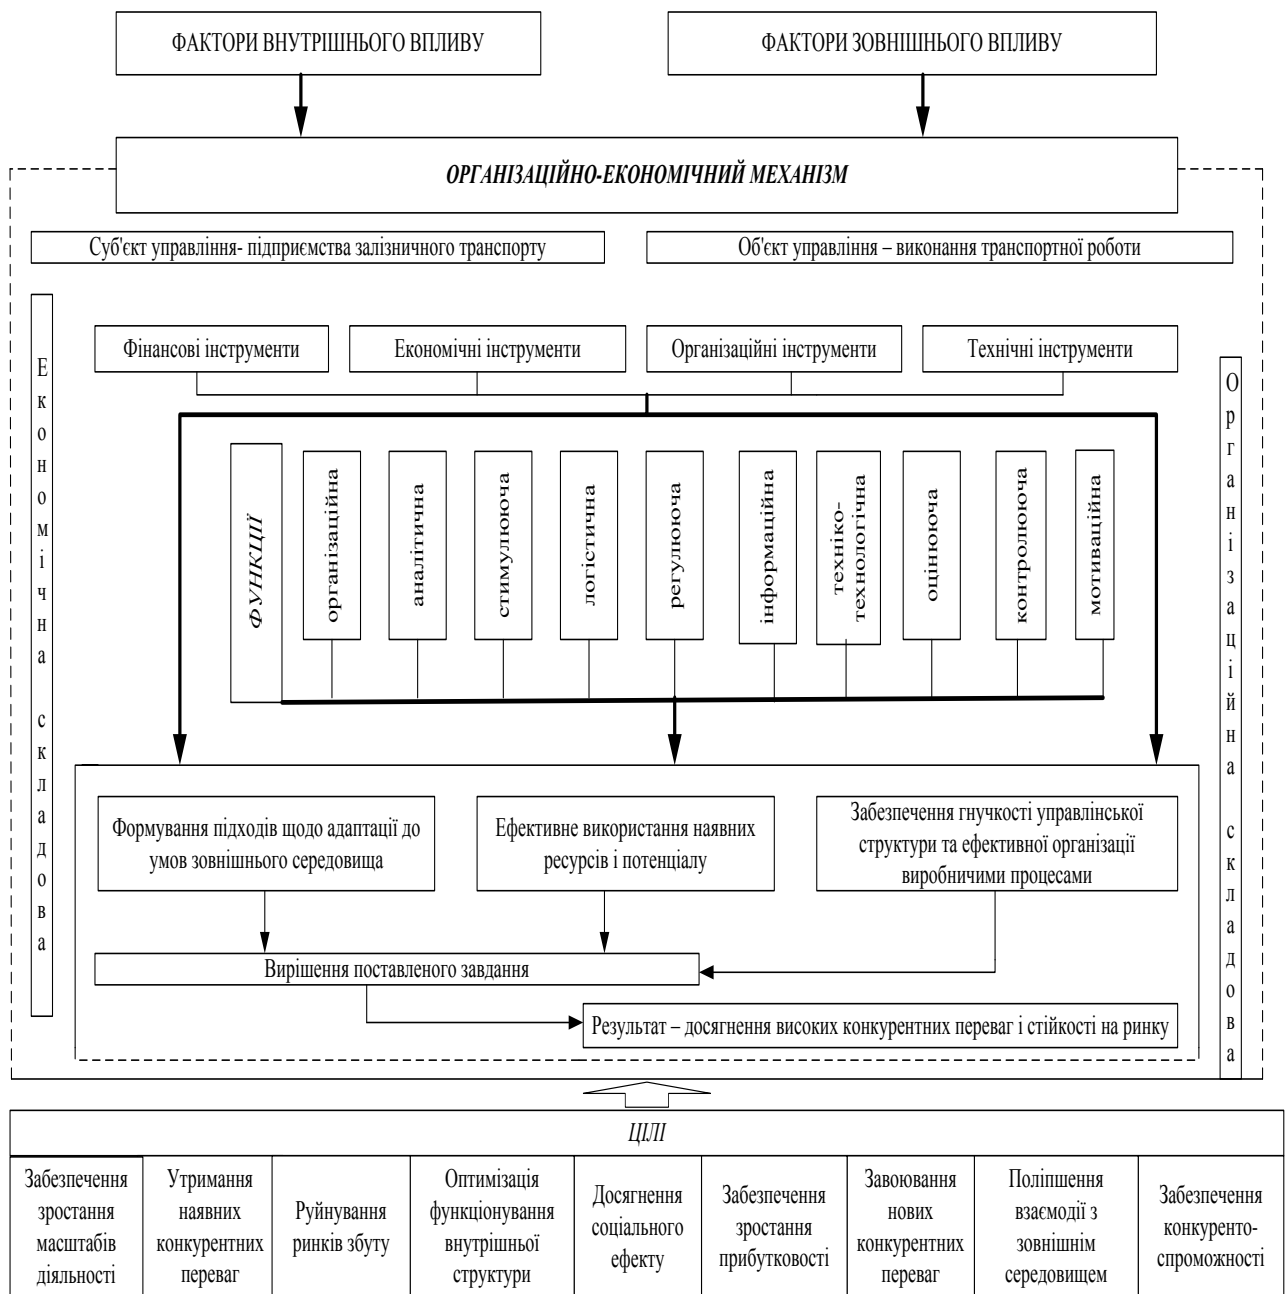 ФАКТОРИ ВНУТРІШНЬОГО ВПЛИВУ
ФАКТОРИ ЗОВНІШНЬОГО ВПЛИВУ
ОРГАНІЗАЦІЙНО-ЕКОНОМІЧНИЙ МЕХАНІЗМ
Суб'єкт управління- підприємства залізничного транспорту
Об'єкт управління – виконання транспортної роботи
Економічна складова
Фінансові інструменти
Економічні інструменти
Організаційні інструменти
Технічні інструменти
Організаційна складова
ФУНКЦІЇ
організаційна
аналітична
стимулююча
логістична
регулююча
інформаційна
техніко-
технологічна
оцінююча
контролююча
мотиваційна
Формування підходів щодо адаптації до
умов зовнішнього середовища
Ефективне використання наявних
ресурсів і потенціалу
Забезпечення гнучкості управлінської
структури та ефективної організації
виробничими процесами
Вирішення поставленого завдання
Результат – досягнення високих конкурентних переваг і стійкості на ринку
ЦІЛІ
Забезпечення
зростання
масштабів
діяльності
Утримання
наявних
конкурентних
переваг
Руйнування
ринків збуту
Оптимізація
функціонування
внутрішньої
структури
Досягнення
соціального
ефекту
Забезпечення
зростання
прибутковості
Завоювання
нових
конкурентних
переваг
Поліпшення
взаємодії з
зовнішнім
середовищем
Забезпечення
конкуренто-
спроможності